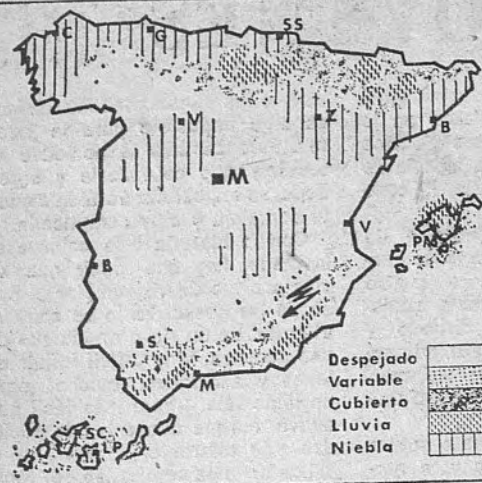 C
G
SS
V
Z
B
M
V
PM
B
S
M
SC
LP
Despejado
Variable
Cubierto
Lluvia
Niebla